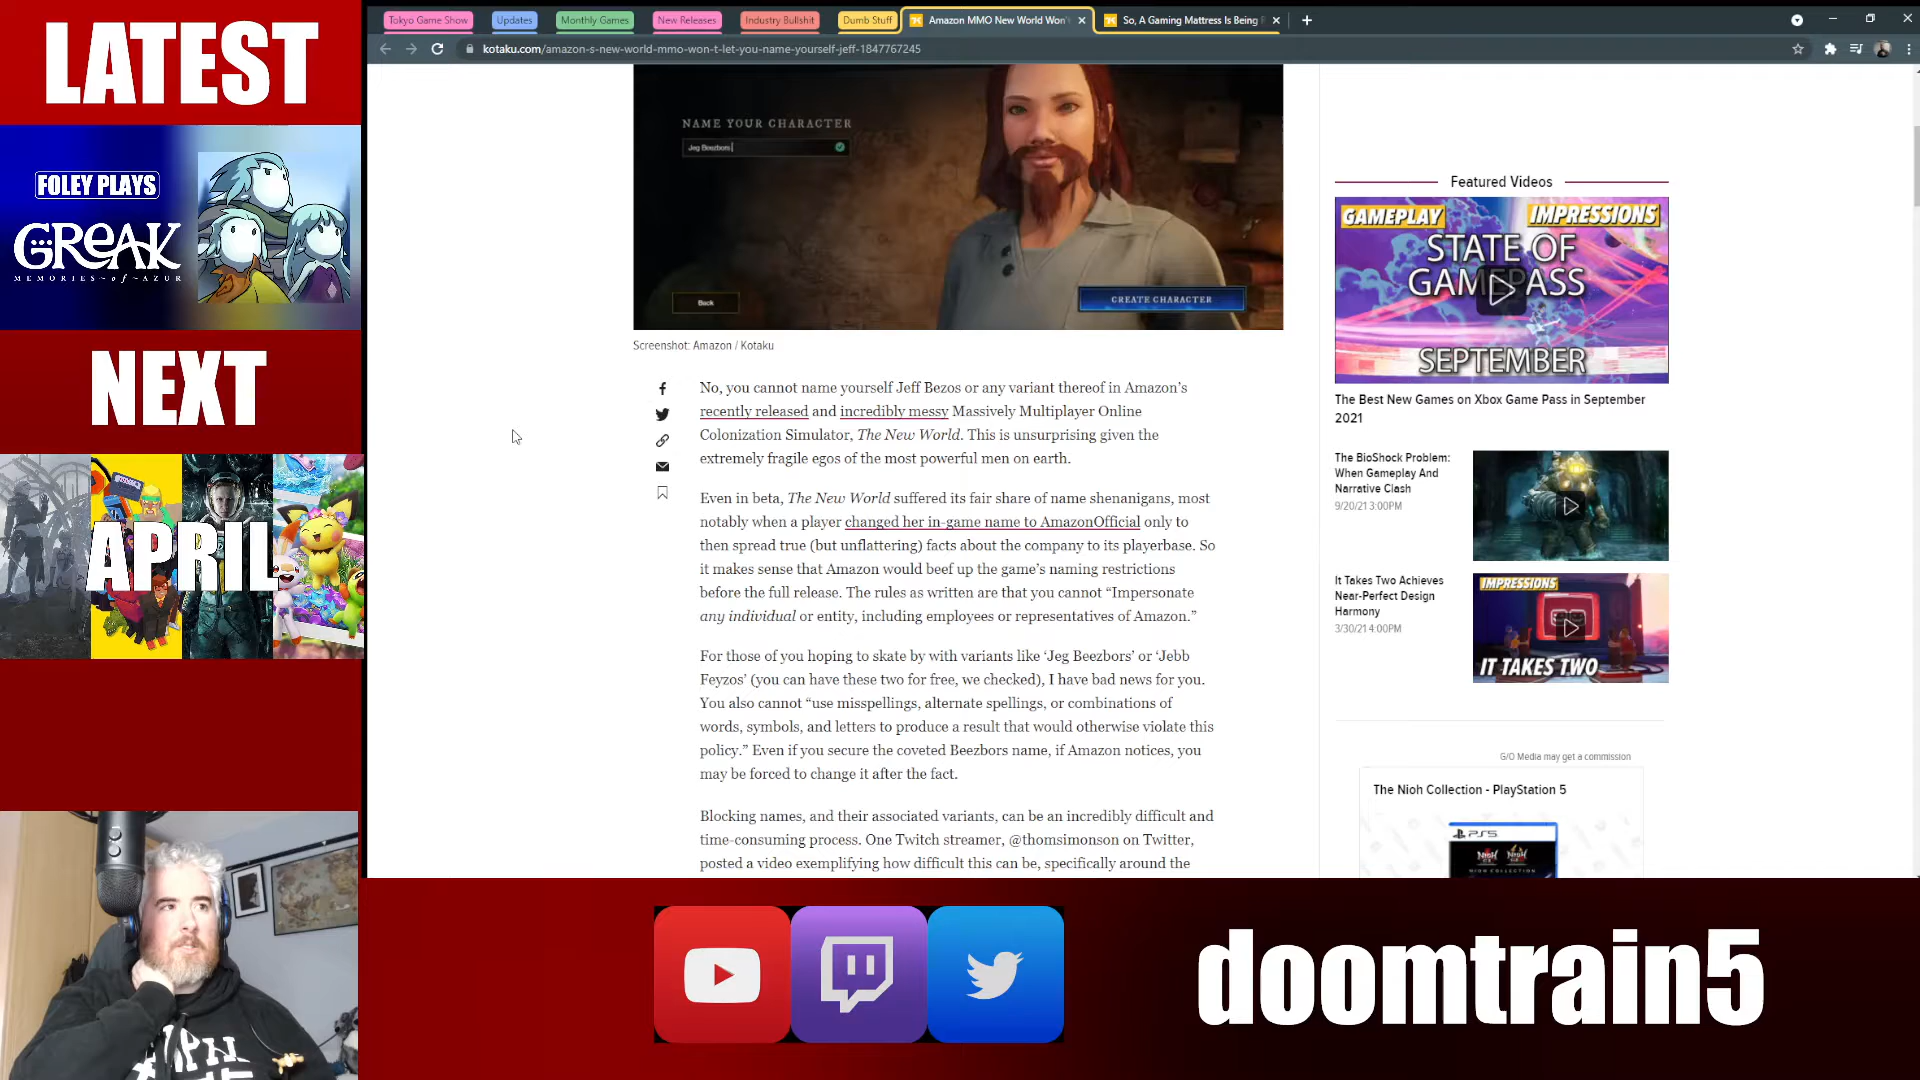 LATEST
FOLEY PLAYS
GREAK
MEMORIES of AZUR
NEXT
APRIL
Tokyo Game Show
Updates
Monthly Games
New Releases
Industry Bullshit
Dumb Stuff
Amazon MMO New World Won'
So, A Gaming Mattress Is Being
kotaku.com/amazon-s-new-world-mmo-won-t-let-you-name-yourself-jeff-1847767245
NAME YOUR CHARACTER
Jeg Beezbors
Back
CREATE CHARACTER
Screenshot: Amazon / Kotaku
No, you cannot name yourself Jeff Bezos or any variant thereof in Amazon's
recently released and incredibly messy Massively Multiplayer Online
Colonization Simulator, The New World. This is unsurprising given the
extremely fragile egos of the most powerful men on earth.
Even in beta, The New World suffered its fair share of name shenanigans, most
notably when a player changed her in-game name to AmazonOfficial only to
then spread true (but unflattering) facts about the company to its playerbase. So
it makes sense that Amazon would beef up the game's naming restrictions
before the full release. The rules as written are that you cannot “Impersonate
any individual or entity, including employees or representatives of Amazon.”
For those of you hoping to skate by with variants like ‘Jeg Beezbors’ or ‘Jebb
Feyzos’ (you can have these two for free, we checked), I have bad news for you.
You also cannot “use misspellings, alternate spellings, or combinations of
words, symbols, and letters to produce a result that would otherwise violate this
policy.” Even if you secure the coveted Beezbors name, if Amazon notices, you
may be forced to change it after the fact.
Blocking names, and their associated variants, can be an incredibly difficult and
time-consuming process. One Twitch streamer, @thomsimonson on Twitter,
posted a video exemplifying how difficult this can be, specifically around the
Featured Videos
GAMEPLAY IMPRESSIONS
STATE OF
GAMEPASS
SEPTEMBER
The Best New Games on Xbox Game Pass in September
2021
The BioShock Problem:
When Gameplay And
Narrative Clash
9/20/21 3:00PM
It Takes Two Achieves
Near-Perfect Design
Harmony
3/30/21 4:00PM
IMPRESSIONS
IT TAKES TWO
G/O Media may get a commission
The Nioh Collection - PlayStation 5
PS5
NIOH COLLECTION
doomtrain5